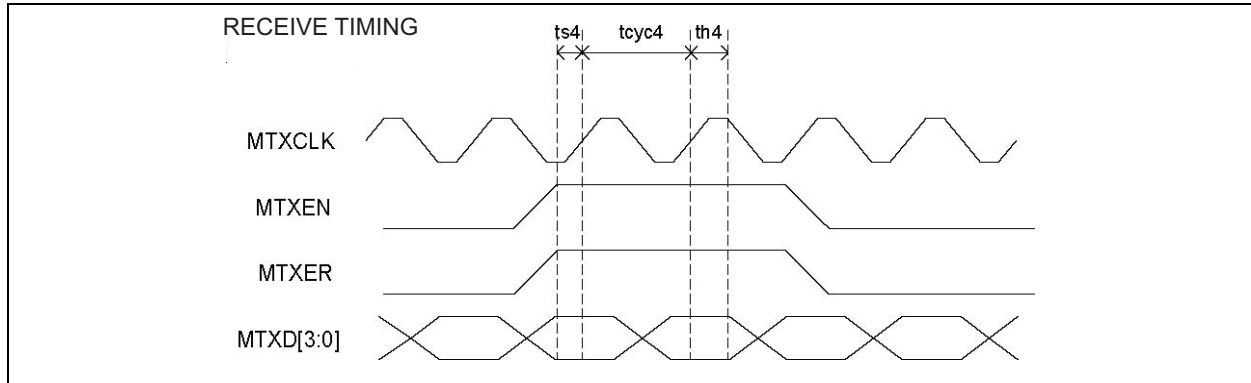 RECEIVE TIMING
ts4 tcyc4 th4
MTXCLK
MTXEN
MTXER
MTXD[3:0]